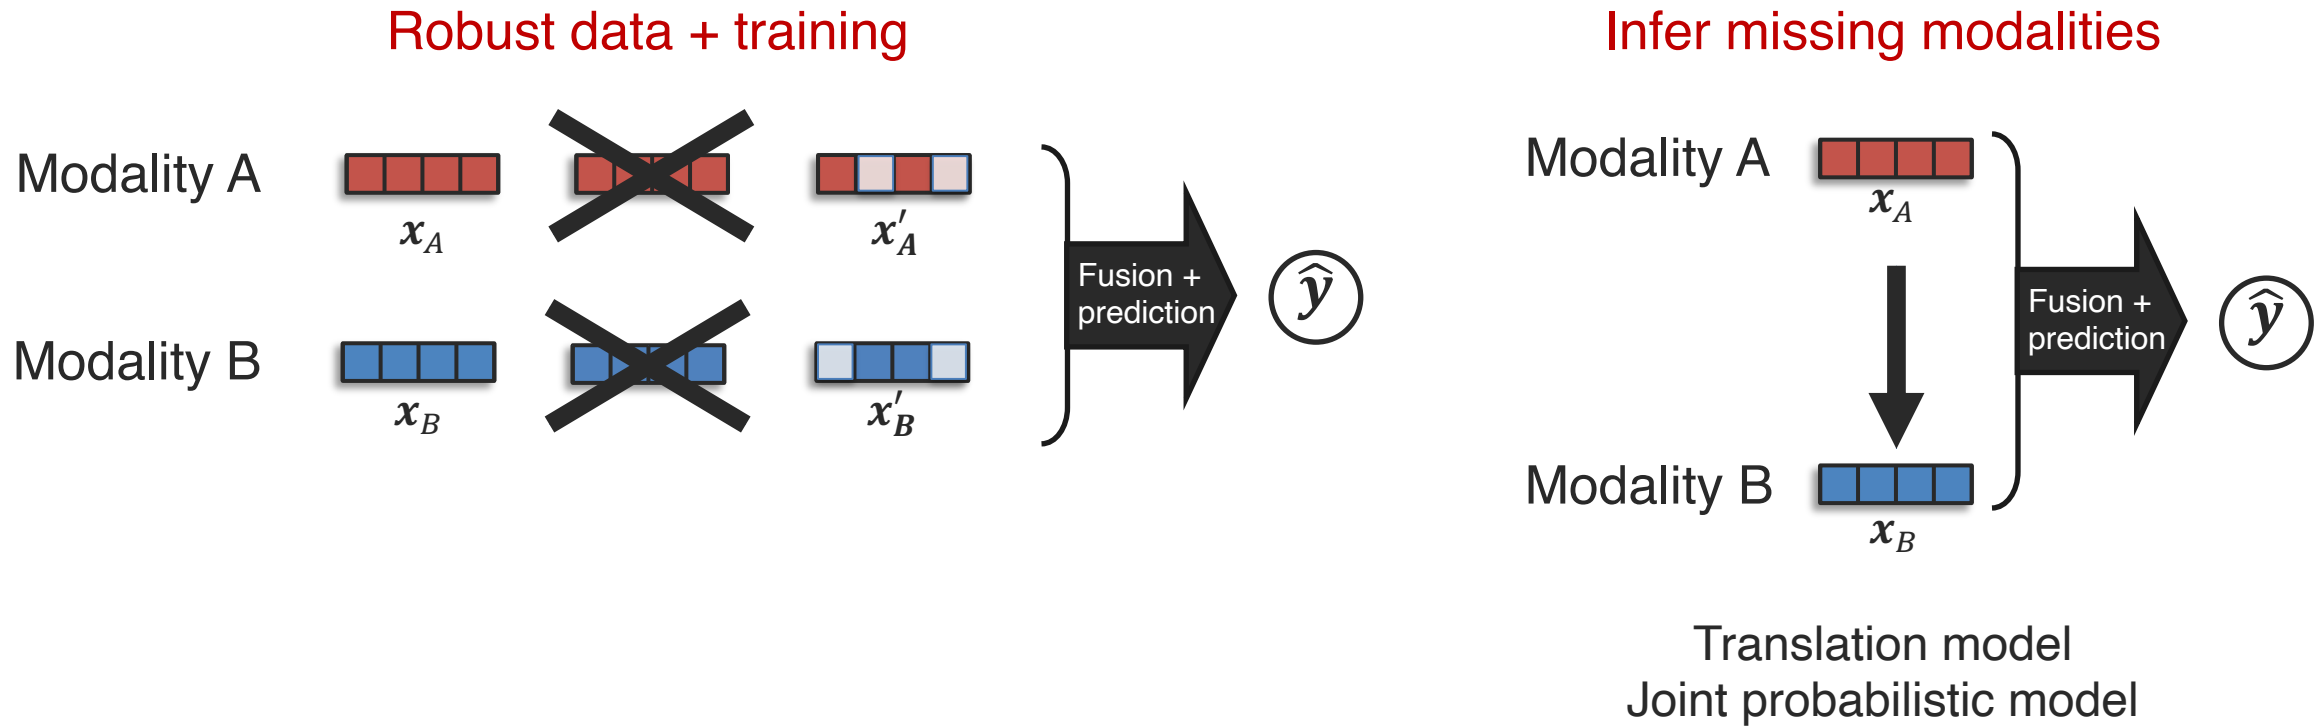 Robust data + training
Modality A
x_A
x'_A
Modality B
x_B
x'_B
Fusion +
prediction
ŷ
Infer missing modalities
Modality A
x_A
Modality B
x_B
Fusion +
prediction
ŷ
Translation model
Joint probabilistic model